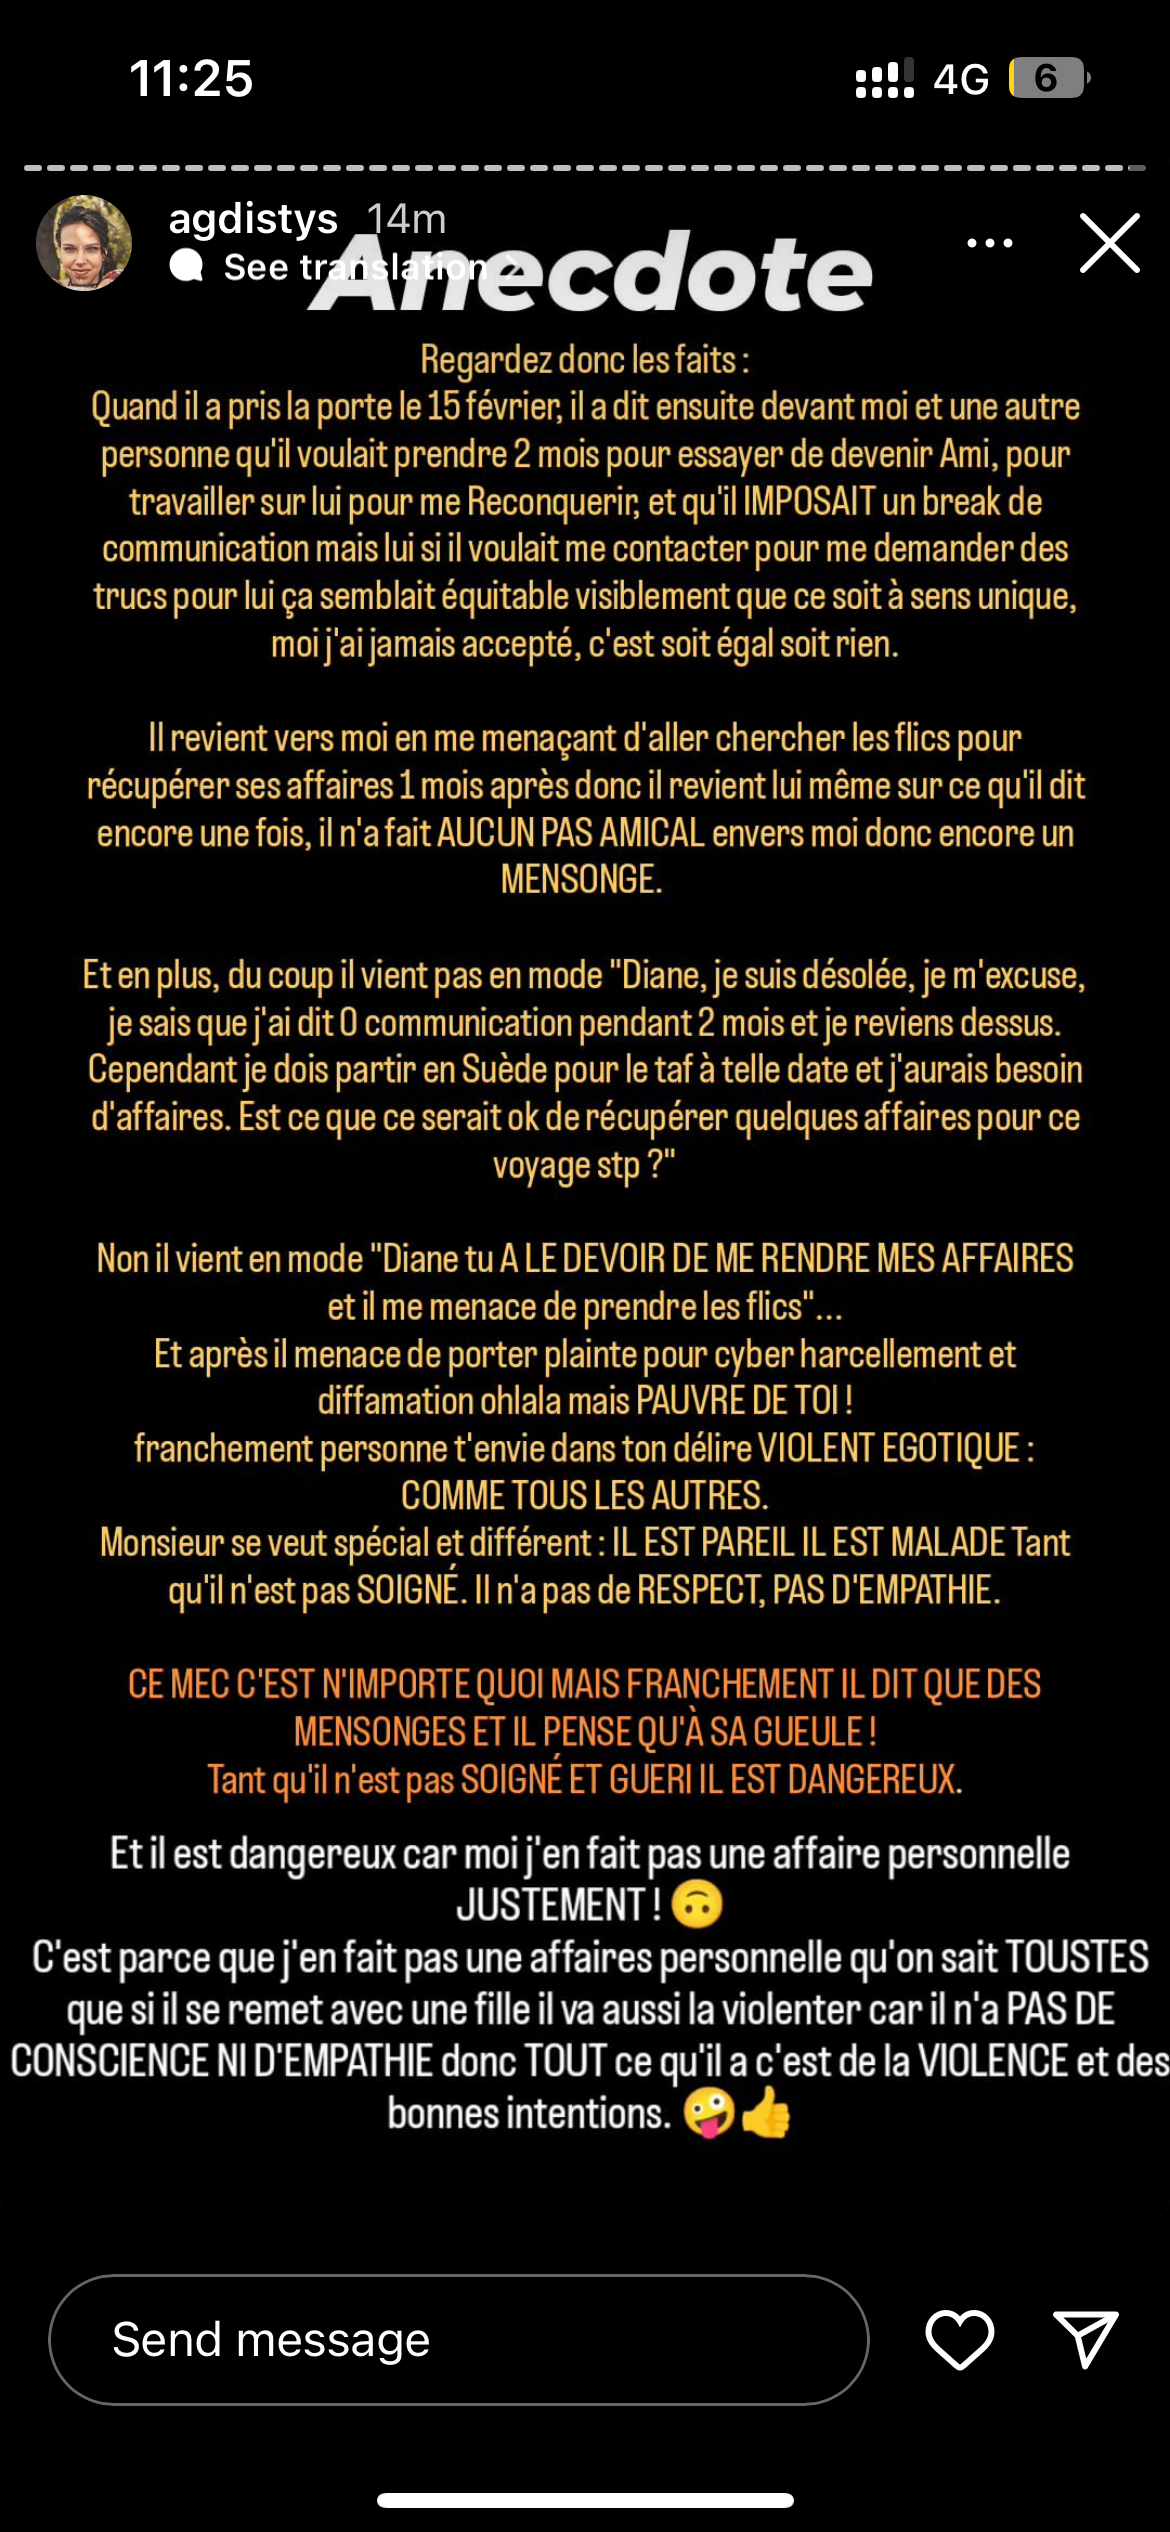 11:25
4G 6
agdistys 14m
See translation
Anecdote
Regardez donc les faits :
Quand il a pris la porte le 15 février, il a dit ensuite devant moi et une autre
personne qu'il voulait prendre 2 mois pour essayer de devenir Ami, pour
travailler sur lui pour me Reconquerir, et qu'il IMPOSAIT un break de
communication mais lui si il voulait me contacter pour me demander des
trucs pour lui ça semblait équitable visiblement que ce soit à sens unique,
moi j'ai jamais accepté, c'est soit égal soit rien.
Il revient vers moi en me menaçant d'aller chercher les flics pour
récupérer ses affaires 1 mois après donc il revient lui même sur ce qu'il dit
encore une fois, il n'a fait AUCUN PAS AMICAL envers moi donc encore un
MENSONGE.
Et en plus, du coup il vient pas en mode "Diane, je suis désolée, je m'excuse,
je sais que j'ai dit 0 communication pendant 2 mois et je reviens dessus.
Cependant je dois partir en Suède pour le taf à telle date et j'aurais besoin
d'affaires. Est ce que ce serait ok de récupérer quelques affaires pour ce
voyage stp ?"
Non il vient en mode "Diane tu A LE DEVOIR DE ME RENDRE MES AFFAIRES
et il me menace de prendre les flics"...
Et après il menace de porter plainte pour cyber harcellement et
diffamation ohlala mais PAUVRE DE TOI !
franchement personne t'envie dans ton délire VIOLENT EGOTIQUE :
COMME TOUS LES AUTRES.
Monsieur se veut spécial et différent : IL EST PAREIL IL EST MALADE Tant
qu'il n'est pas SOIGNÉ. Il n'a pas de RESPECT, PAS D'EMPATHIE.
CE MEC C'EST N'IMPORTE QUOI MAIS FRANCHEMENT IL DIT QUE DES
MENSONGES ET IL PENSE QU'À SA GUEULE !
Tant qu'il n'est pas SOIGNÉ ET GUERI IL EST DANGEREUX.
Et il est dangereux car moi j'en fait pas une affaire personnelle
JUSTEMENT ! 🙃
C'est parce que j'en fait pas une affaires personnelle qu'on sait TOUSTES
que si il se remet avec une fille il va aussi la violenter car il n'a PAS DE
CONSCIENCE NI D'EMPATHIE donc TOUT ce qu'il a c'est de la VIOLENCE et des
bonnes intentions. 🤪👍
Send message